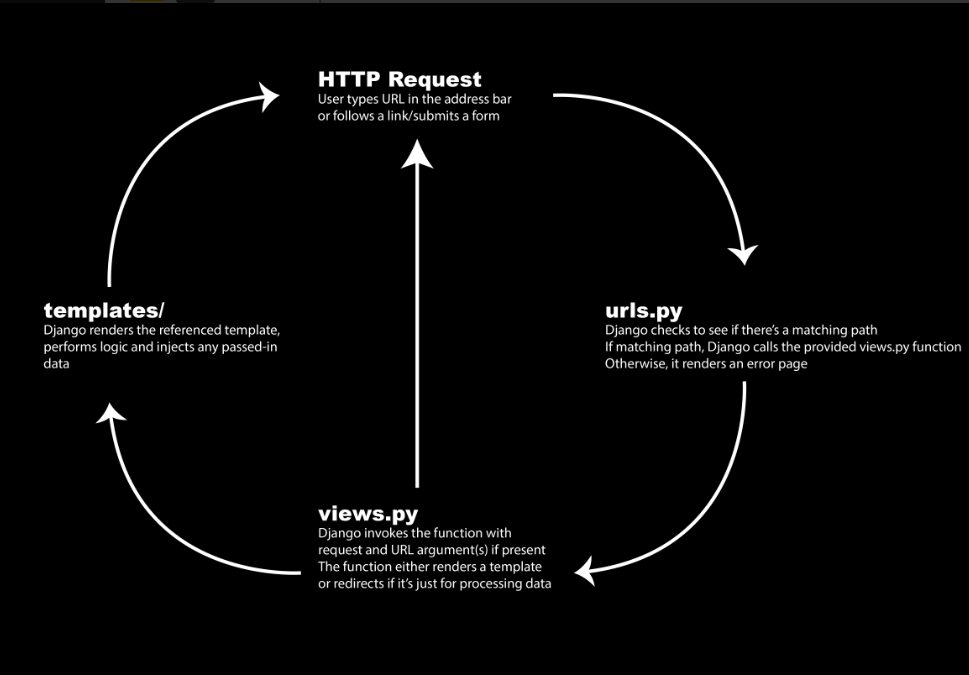 HTTP Request
User types URL in the address bar
or follows a link/submits a form
templates/
Django renders the referenced template,
performs logic and injects any passed-in
data
urls.py
Django checks to see if there's a matching path
If matching path, Django calls the provided views.py function
Otherwise, it renders an error page
views.py
Django invokes the function with
request and URL argument(s) if present
The function either renders a template
or redirects if it's just for processing data